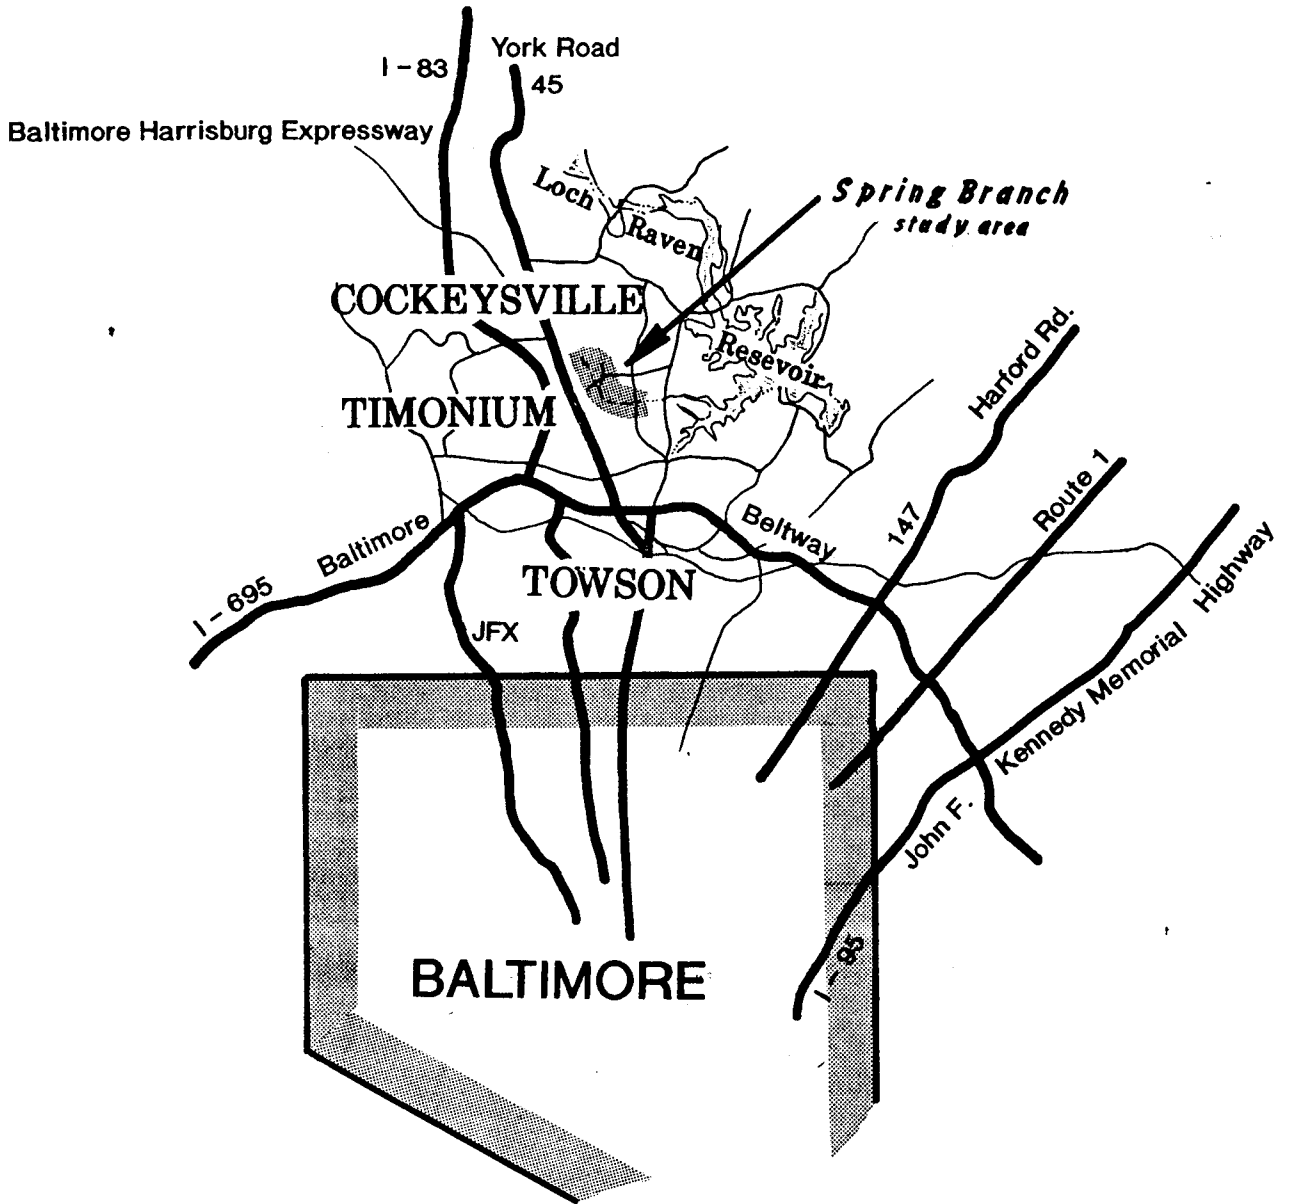 York Road
I-83
45
Baltimore Harrisburg Expressway
Loch
Raven
Resevoir
Spring Branch
study area
COCKEYSVILLE
TIMONIUM
Harford Rd.
147
Route 1
Baltimore
Beltway
I-695
TOWSON
JFX
John F.
Kennedy Memorial
Highway
I-95
BALTIMORE